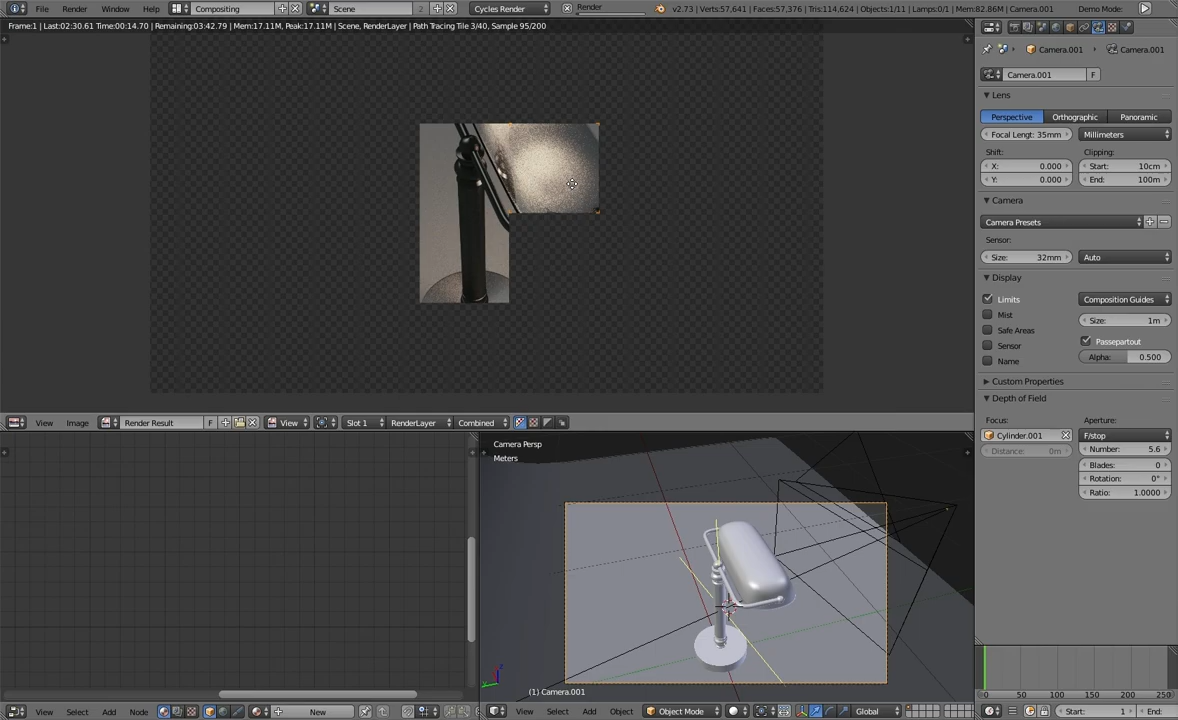 File Render Window Help Compositing Scene 2 Render Cycles Render v2.73 | Verts:57,641 | Faces:57,376 | Tris:114,624 | Objects:1/11 | Lamps:0/1 | Mem:82.86M | Camera.001 Demo Mode:
Frame:1 | Last:02:30.61 Time:00:14.70 | Remaining:03:42.79 | Mem:17.11M, Peak:17.11M | Scene, RenderLayer | Path Tracing Tile 3/40, Sample 95/200
Camera.001 Camera.001
Camera.001 F
Lens
Perspective Orthographic Panoramic
Focal Lengt: 35mm Millimeters
Shift: Clipping:
X: 0.000 Start: 10cm
Y: 0.000 End: 100m
Camera
Camera Presets
Sensor:
Size: 32mm Auto
Display
Limits Composition Guides
Mist Size: 1m
Safe Areas
Sensor Passepartout
Name Alpha: 0.500
Custom Properties
Depth of Field
Focus: Aperture:
Cylinder.001 F/stop
Distance: 0m Number: 5.6
Blades: 0
Rotation: 0°
Ratio: 1.0000
View Image Render Result F View Slot 1 RenderLayer Combined
Camera Persp
Meters
(1) Camera.001
0 50 100 150 200 250
View Select Add Node New
View Select Add Object Object Mode Global
Start: 1 End: